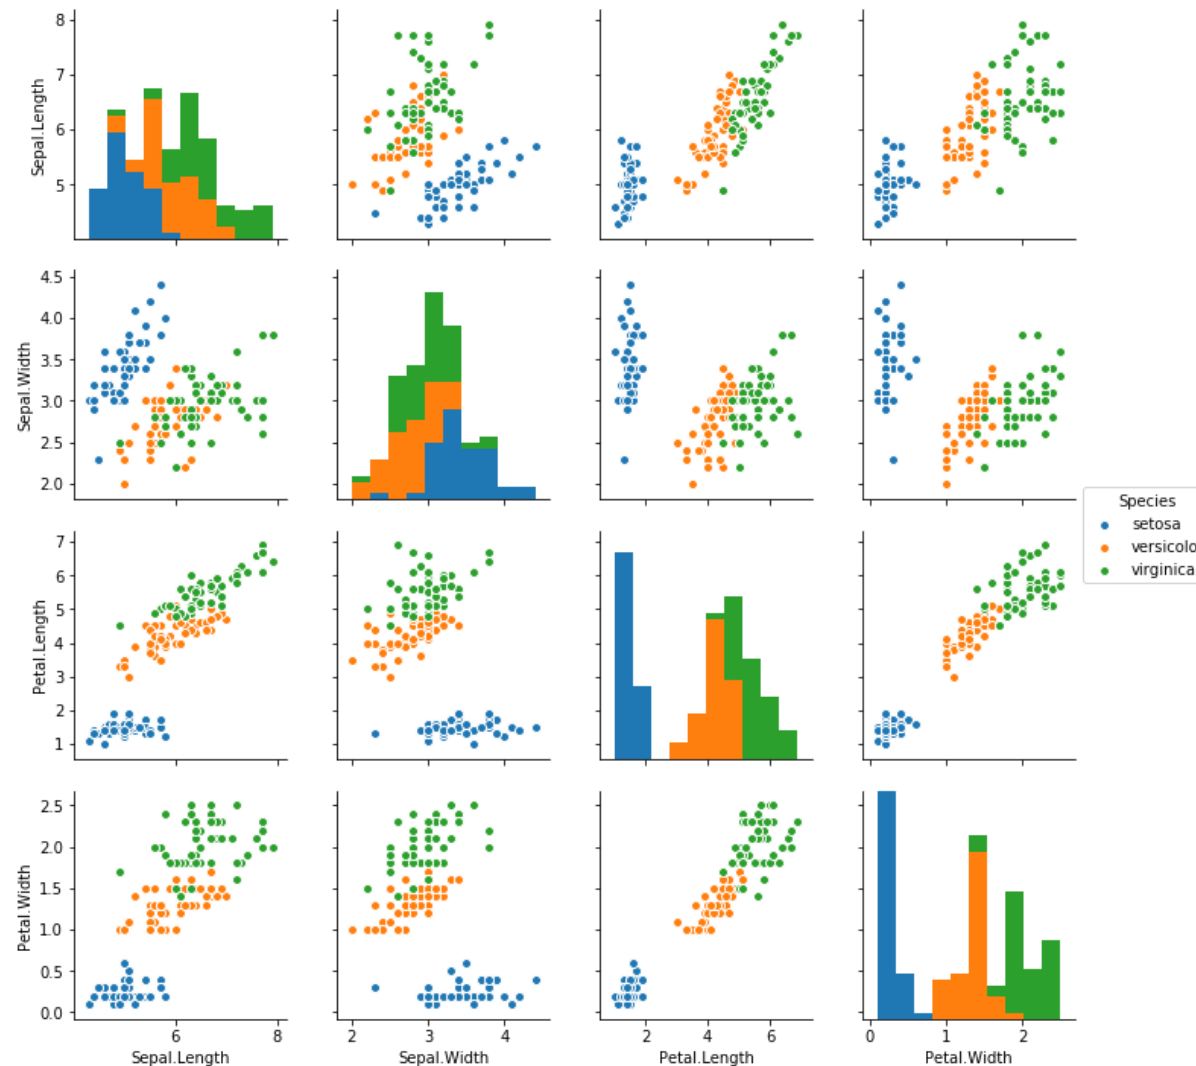 8
7
6
5
Sepal.Length
4.5
4.0
3.5
3.0
2.5
2.0
Sepal.Width
Species
setosa
versicolo
virginica
7
6
5
4
3
2
1
Petal.Length
2.5
2.0
1.5
1.0
0.5
0.0
Petal.Width
6 8 2 3 4 2 4 6 0 1 2
Sepal.Length Sepal.Width Petal.Length Petal.Width